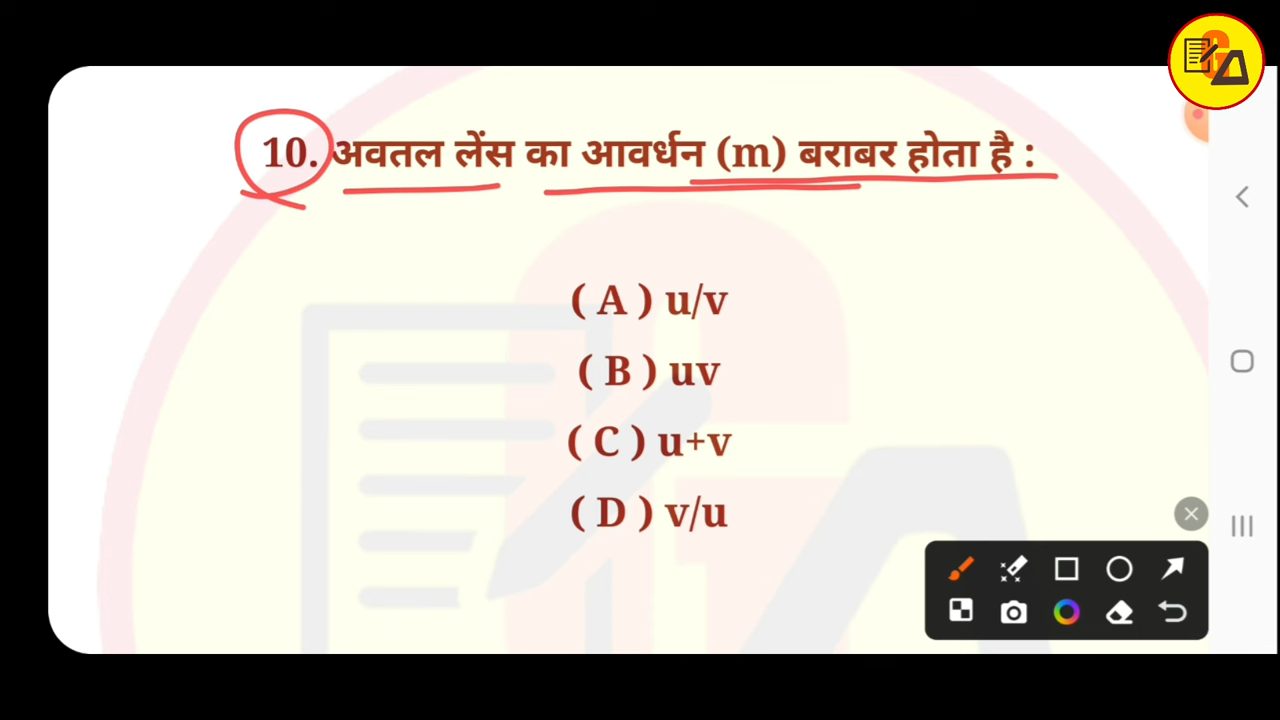 10. अवतल लेंस का आवर्धन (m) बराबर होता है :
( A ) u/v
( B ) uv
( C ) u+v
( D ) v/u